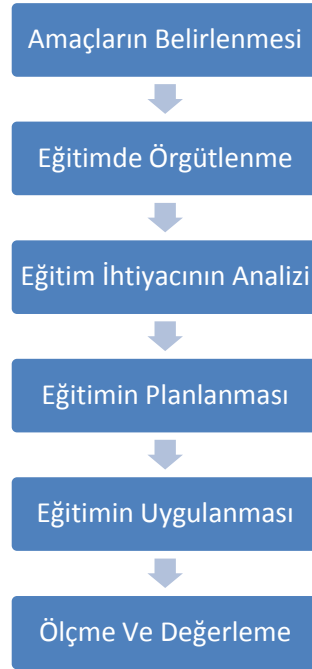 Amaçların Belirlenmesi
Eğitimde Örgütlenme
Eğitim İhtiyacının Analizi
Eğitimin Planlanması
Eğitimin Uygulanması
Ölçme Ve Değerleme